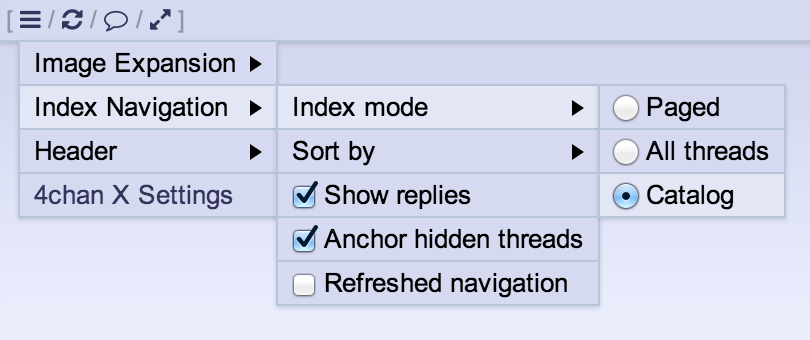 [ / / / ]
Image Expansion
Index Navigation
Header
4chan X Settings
Index mode
Sort by
Show replies
Anchor hidden threads
Refreshed navigation
Paged
All threads
Catalog